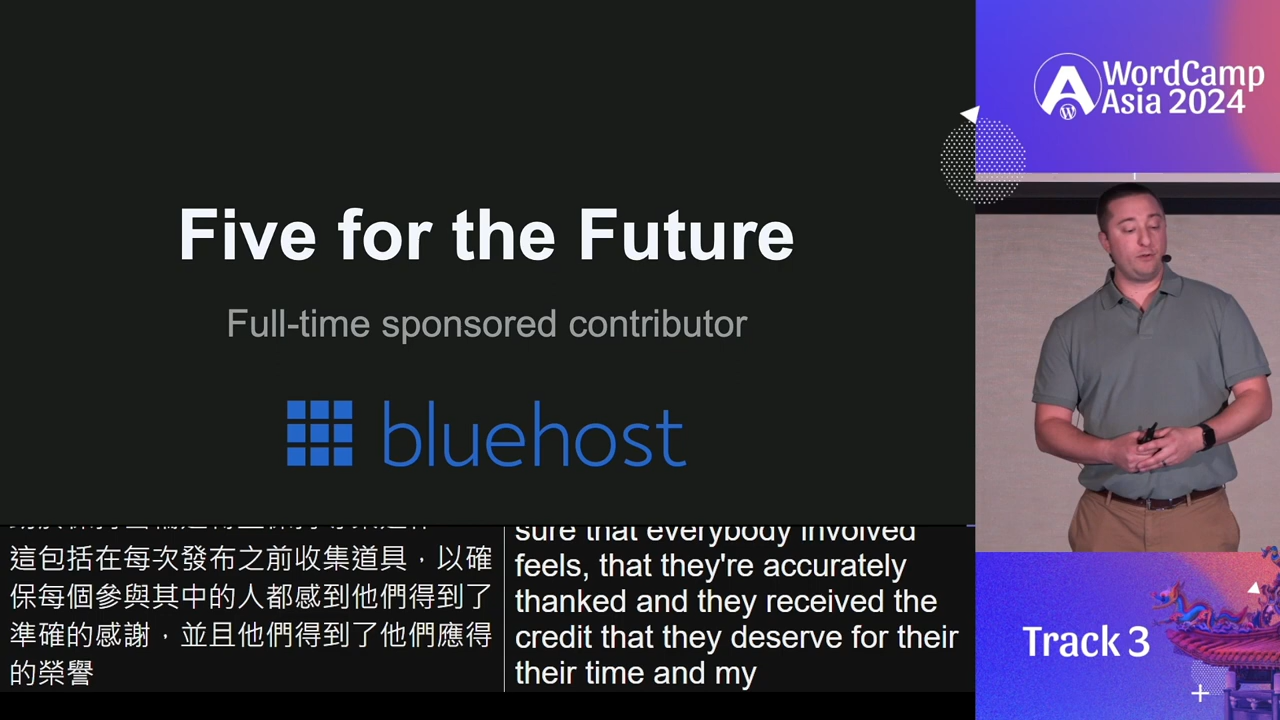 Five for the Future
Full-time sponsored contributor
bluehost
這包括在每次發布之前收集道具，以確
保每個參與其中的人都感到他們得到了
準確的感謝，並且他們得到了他們應得
的榮譽
sure that everybody involved
feels, that they're accurately
thanked and they received the
credit that they deserve for their
their time and my
WordCamp
Asia 2024
Track 3